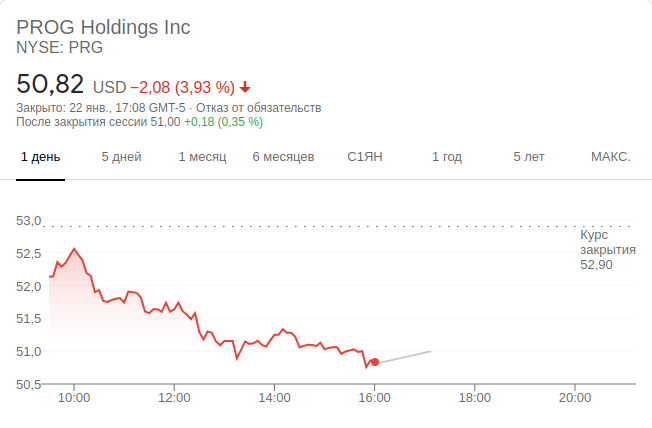 PROG Holdings Inc
NYSE: PRG
50,82 USD −2,08 (3,93 %)
Закрыто: 22 янв., 17:08 GMT-5 · Отказ от обязательств
После закрытия сессии 51,00 +0,18 (0,35 %)
1 день 5 дней 1 месяц 6 месяцев С1ЯН 1 год 5 лет МАКС.
53,0
Курс
закрытия
52,90
52,5
52,0
51,5
51,0
50,5
10:00 12:00 14:00 16:00 18:00 20:00